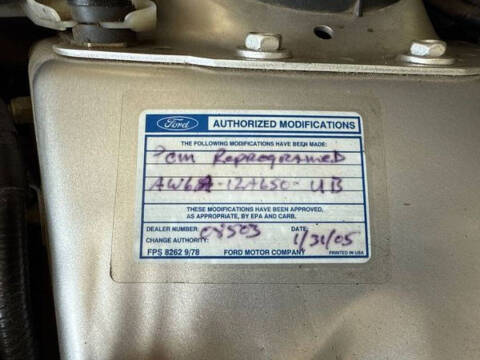 Ford AUTHORIZED MODIFICATIONS
THE FOLLOWING MODIFICATIONS HAVE BEEN MADE:
Pcm Reprogramed
AW6A-12A650-UB
THESE MODIFICATIONS HAVE BEEN APPROVED,
AS APPROPRIATE, BY EPA AND CARB.
DEALER NUMBER: 08503 DATE: 1/31/05
CHANGE AUTHORITY:
FPS 8262 9/78 FORD MOTOR COMPANY PRINTED IN USA